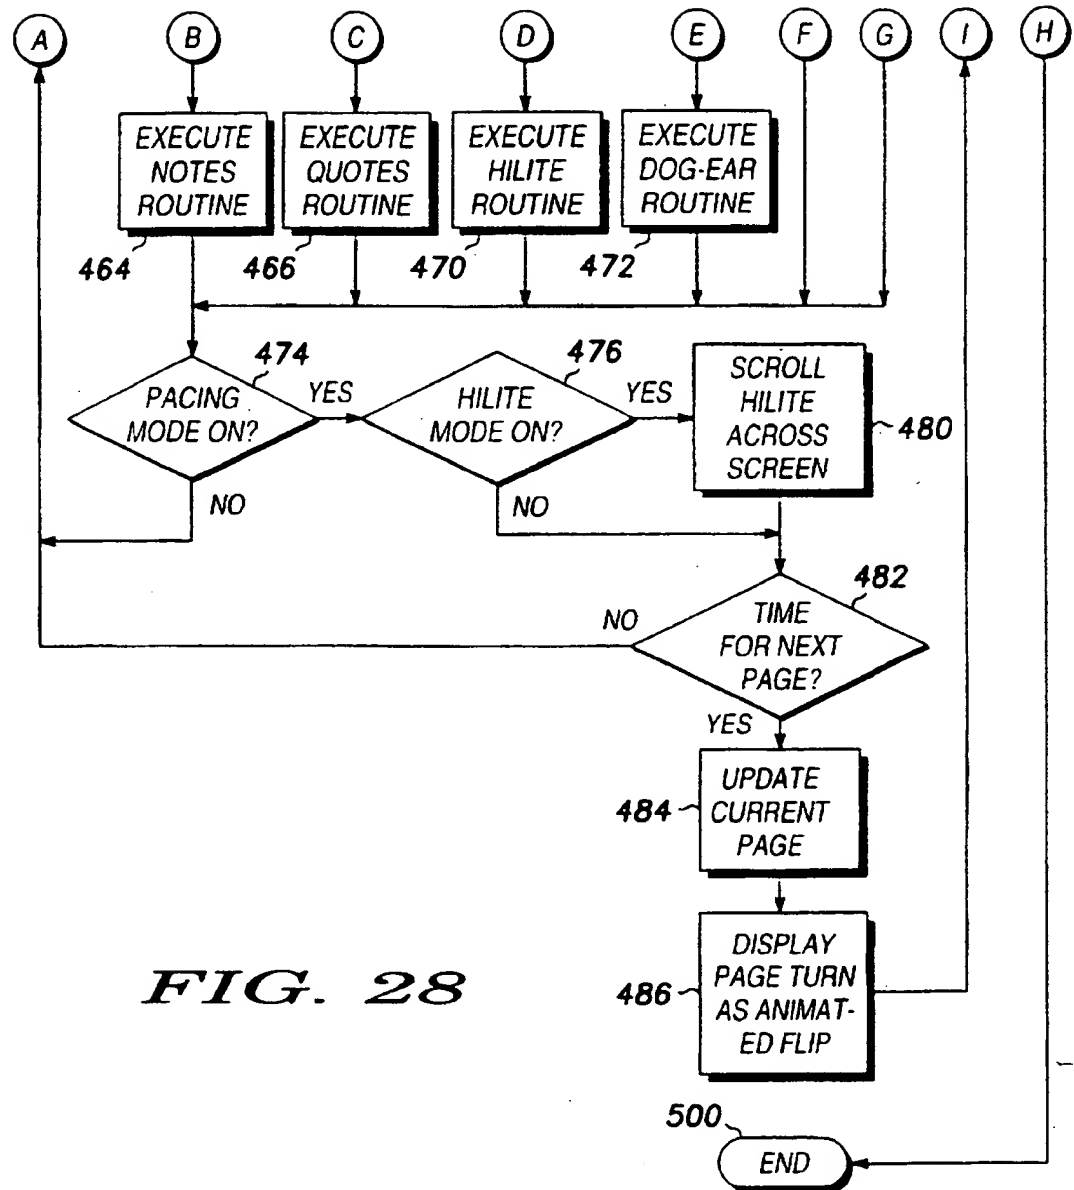 A B C D E F G I H
EXECUTE
NOTES
ROUTINE
EXECUTE
QUOTES
ROUTINE
EXECUTE
HILITE
ROUTINE
EXECUTE
DOG-EAR
ROUTINE
464
466
470
472
474
PACING
MODE ON?
YES
NO
476
HILITE
MODE ON?
YES
NO
SCROLL
HILITE
ACROSS
SCREEN
480
482
TIME
FOR NEXT
PAGE?
NO
YES
484
UPDATE
CURRENT
PAGE
486
DISPLAY
PAGE TURN
AS ANIMAT-
ED FLIP
FIG. 28
500
END